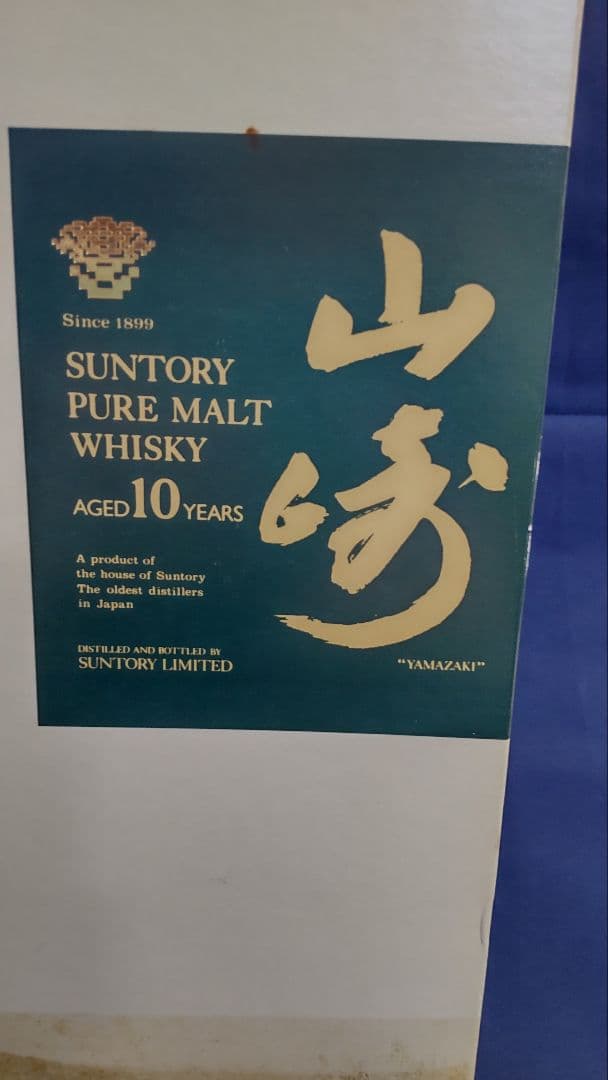 Since 1899
SUNTORY
PURE MALT
WHISKY
AGED 10 YEARS
A product of
the house of Suntory
The oldest distillers
in Japan
DISTILLED AND BOTTLED BY
SUNTORY LIMITED
山崎
"YAMAZAKI"